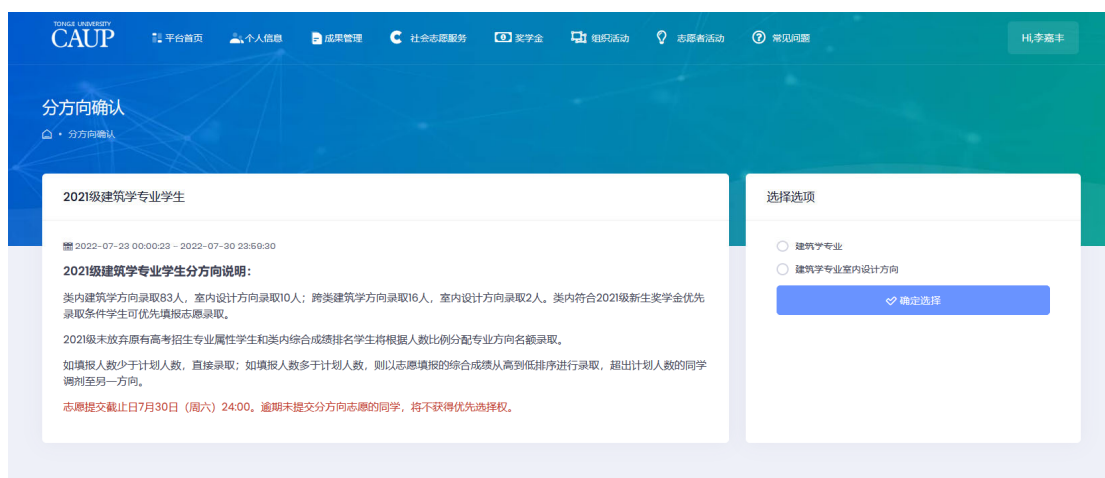 TONGJI UNIVERSITY
CAUP
平台首页
个人信息
成果管理
社会志愿服务
奖学金
组织活动
志愿者活动
常见问题
Hi,李嘉丰
分方向确认
分方向确认
2021级建筑学专业学生
2022-07-23 00:00:23 - 2022-07-30 23:59:30
2021级建筑学专业学生分方向说明：
类内建筑学方向录取83人，室内设计方向录取10人；跨类建筑学方向录取16人，室内设计方向录取2人。类内符合2021级新生奖学金优先
录取条件学生可优先填报志愿录取。
2021级未放弃原有高考招生专业属性学生和类内综合成绩排名学生将根据人数比例分配专业方向名额录取。
如填报人数少于计划人数，直接录取；如填报人数多于计划人数，则以志愿填报的综合成绩从高到低排序进行录取，超出计划人数的同学
调剂至另一方向。
志愿提交截止日7月30日（周六）24:00。逾期未提交分方向志愿的同学，将不获得优先选择权。
选择选项
建筑学专业
建筑学专业室内设计方向
确定选择